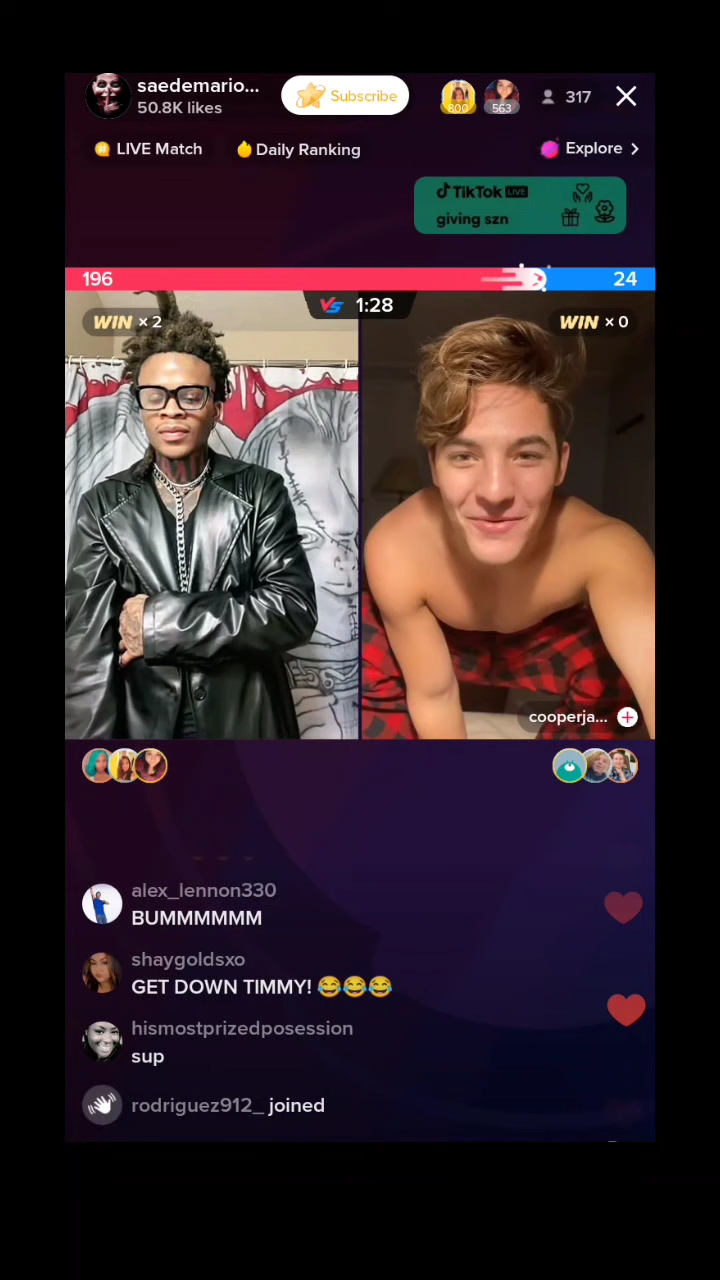 saedemario...
50.8K likes
Subscribe
800
563
317
LIVE Match
Daily Ranking
Explore
TikTok LIVE
giving szn
196
24
VS 1:28
WIN × 2
WIN × 0
cooperja...
alex_lennon330
BUMMMMMM
shaygoldsxo
GET DOWN TIMMY! 😂😂😂
hismostprizedposession
sup
rodriguez912_ joined